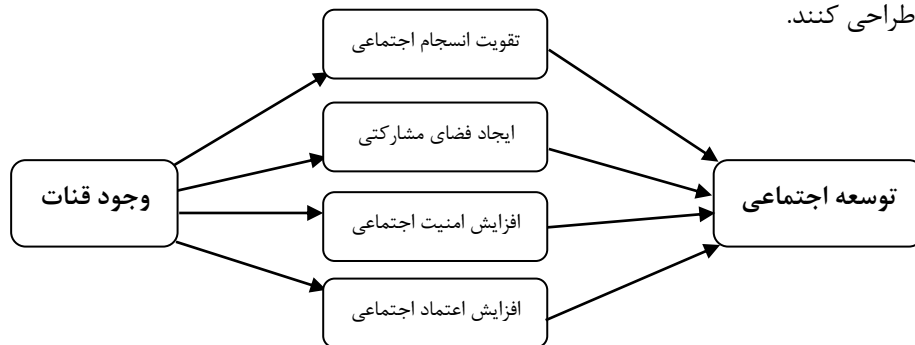 طراحی کنند.
تقویت انسجام اجتماعی
ایجاد فضای مشارکتی
وجود قنات
توسعه اجتماعی
افزایش امنیت اجتماعی
افزایش اعتماد اجتماعی